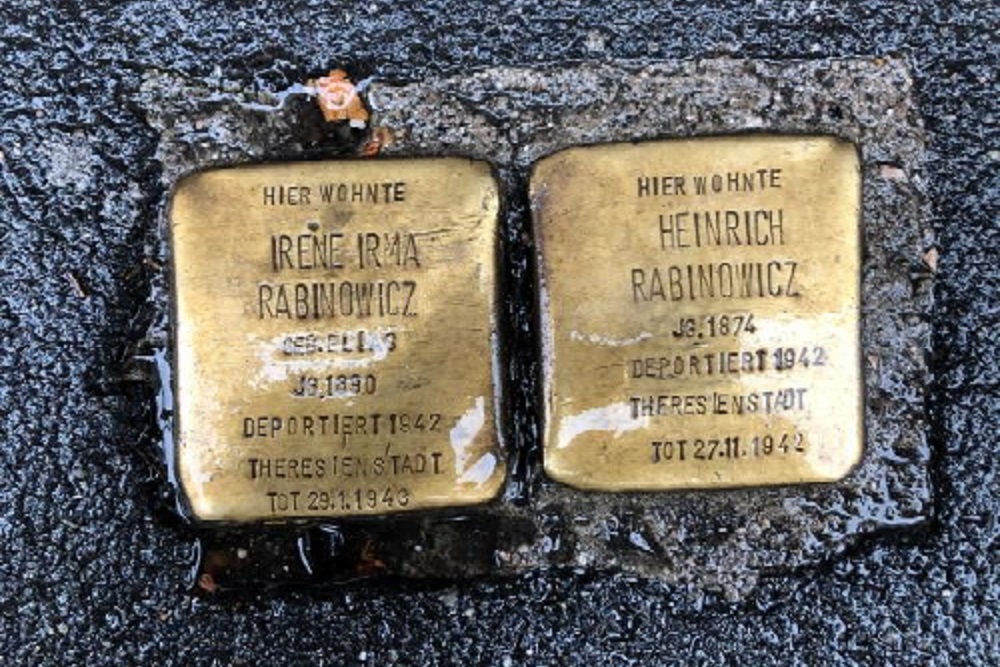 HIER WOHNTE
IRENE IRMA
RABINOWICZ
GEB. ELIAS
JG. 1890
DEPORTIERT 1942
THERESIENSTADT
TOT 29.1.1943
HIER WOHNTE
HEINRICH
RABINOWICZ
JG. 1874
DEPORTIERT 1942
THERESIENSTADT
TOT 27.11.1942